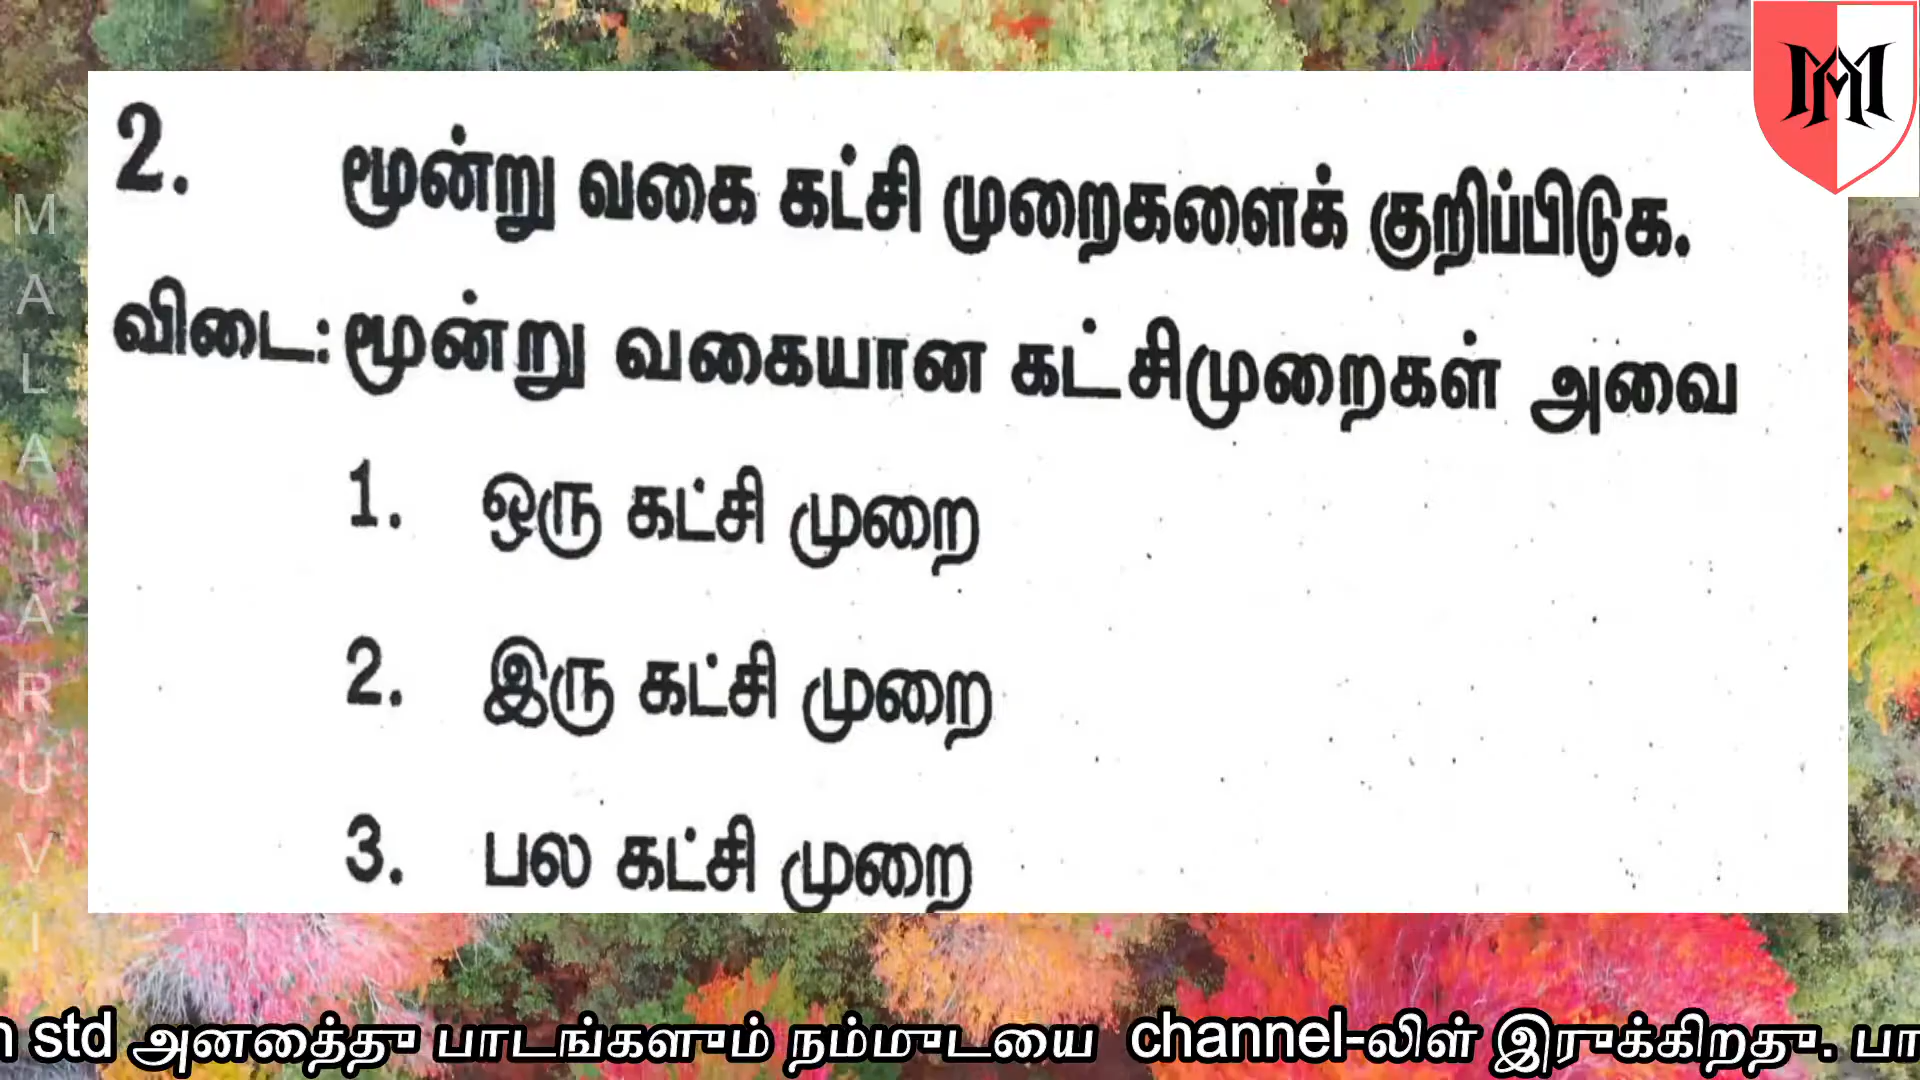 2. மூன்று வகை கட்சி முறைகளைக் குறிப்பிடுக.
விடை: மூன்று வகையான கட்சிமுறைகள் அவை
1. ஒரு கட்சி முறை
2. இரு கட்சி முறை
3. பல கட்சி முறை
MALAIARUVI
std அனைத்து பாடங்களும் நம்முடயை channel-லிள் இருக்கிறது.